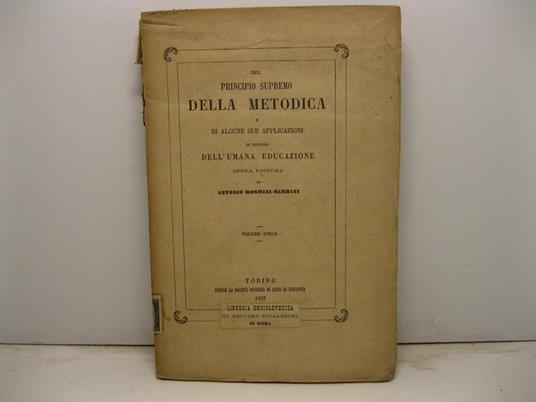 DEL
PRINCIPIO SUPREMO
DELLA METODICA
E
DI ALCUNE SUE APPLICAZIONI
IN SERVIGIO
DELL'UMANA EDUCAZIONE
OPERA POSTUMA
DI
ANTONIO ROSMINI-SERBATI
VOLUME UNICO
TORINO
PRESSO LA SOCIETÀ EDITRICE DI LIBRI DI FILOSOFIA
1857
LIBRERIA ENCICLOPEDICA
IN ROMA